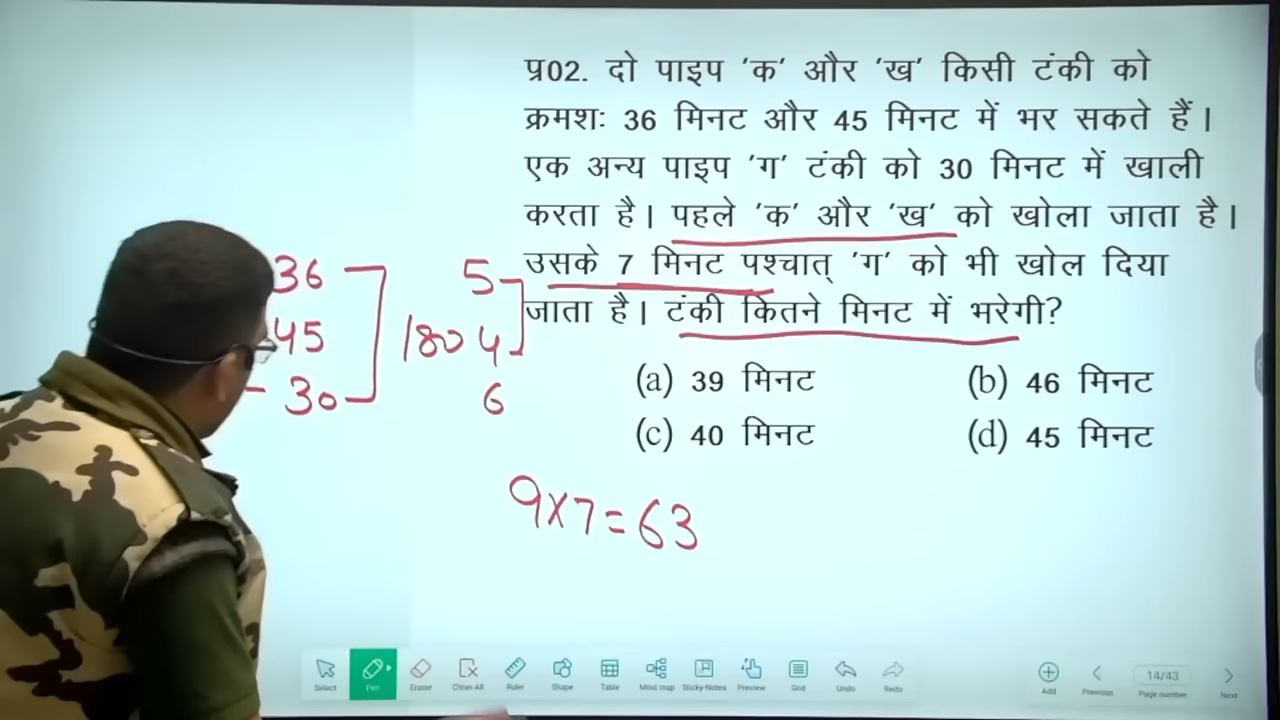 प्र02. दो पाइप 'क' और 'ख' किसी टंकी को
क्रमशः 36 मिनट और 45 मिनट में भर सकते हैं।
एक अन्य पाइप 'ग' टंकी को 30 मिनट में खाली
करता है। पहले 'क' और 'ख' को खोला जाता है।
उसके 7 मिनट पश्चात् 'ग' को भी खोल दिया
जाता है। टंकी कितने मिनट में भरेगी?
(a) 39 मिनट (b) 46 मिनट
(c) 40 मिनट (d) 45 मिनट
36 5
45 180 4
- 30 6
9x7=63
Select Pen Eraser Clean All Ruler Shape Table Mind map Sticky-Notes Preview Grid Undo Redo Add Previous 14/43 Page number Next